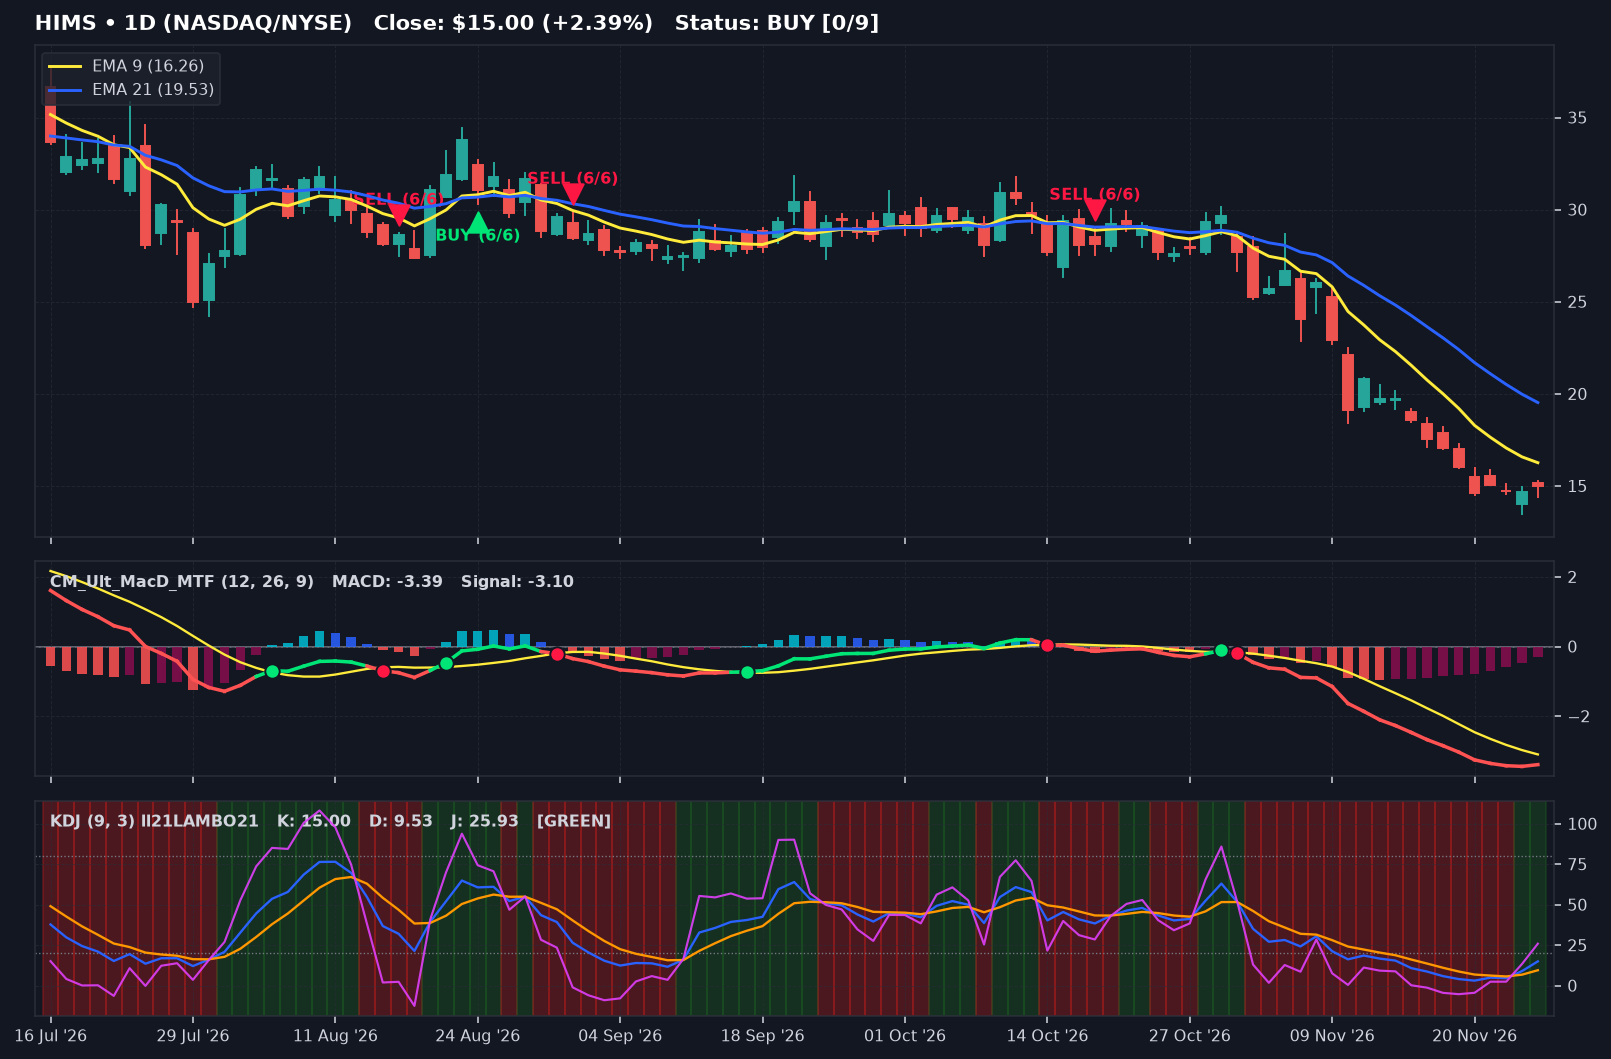 HIMS • 1D (NASDAQ/NYSE)   Close: $15.00 (+2.39%)   Status: BUY [0/9]
EMA 9 (16.26)
EMA 21 (19.53)
35
30
25
20
15
SELL (6/6)
BUY (6/6)
SELL (6/6)
SELL (6/6)
CM_Ult_MacD_MTF (12, 26, 9)   MACD: -3.39   Signal: -3.10
2
0
−2
KDJ (9, 3) II21LAMBO21   K: 15.00   D: 9.53   J: 25.93   [GREEN]
100
75
50
25
0
16 Jul '26
29 Jul '26
11 Aug '26
24 Aug '26
04 Sep '26
18 Sep '26
01 Oct '26
14 Oct '26
27 Oct '26
09 Nov '26
20 Nov '26